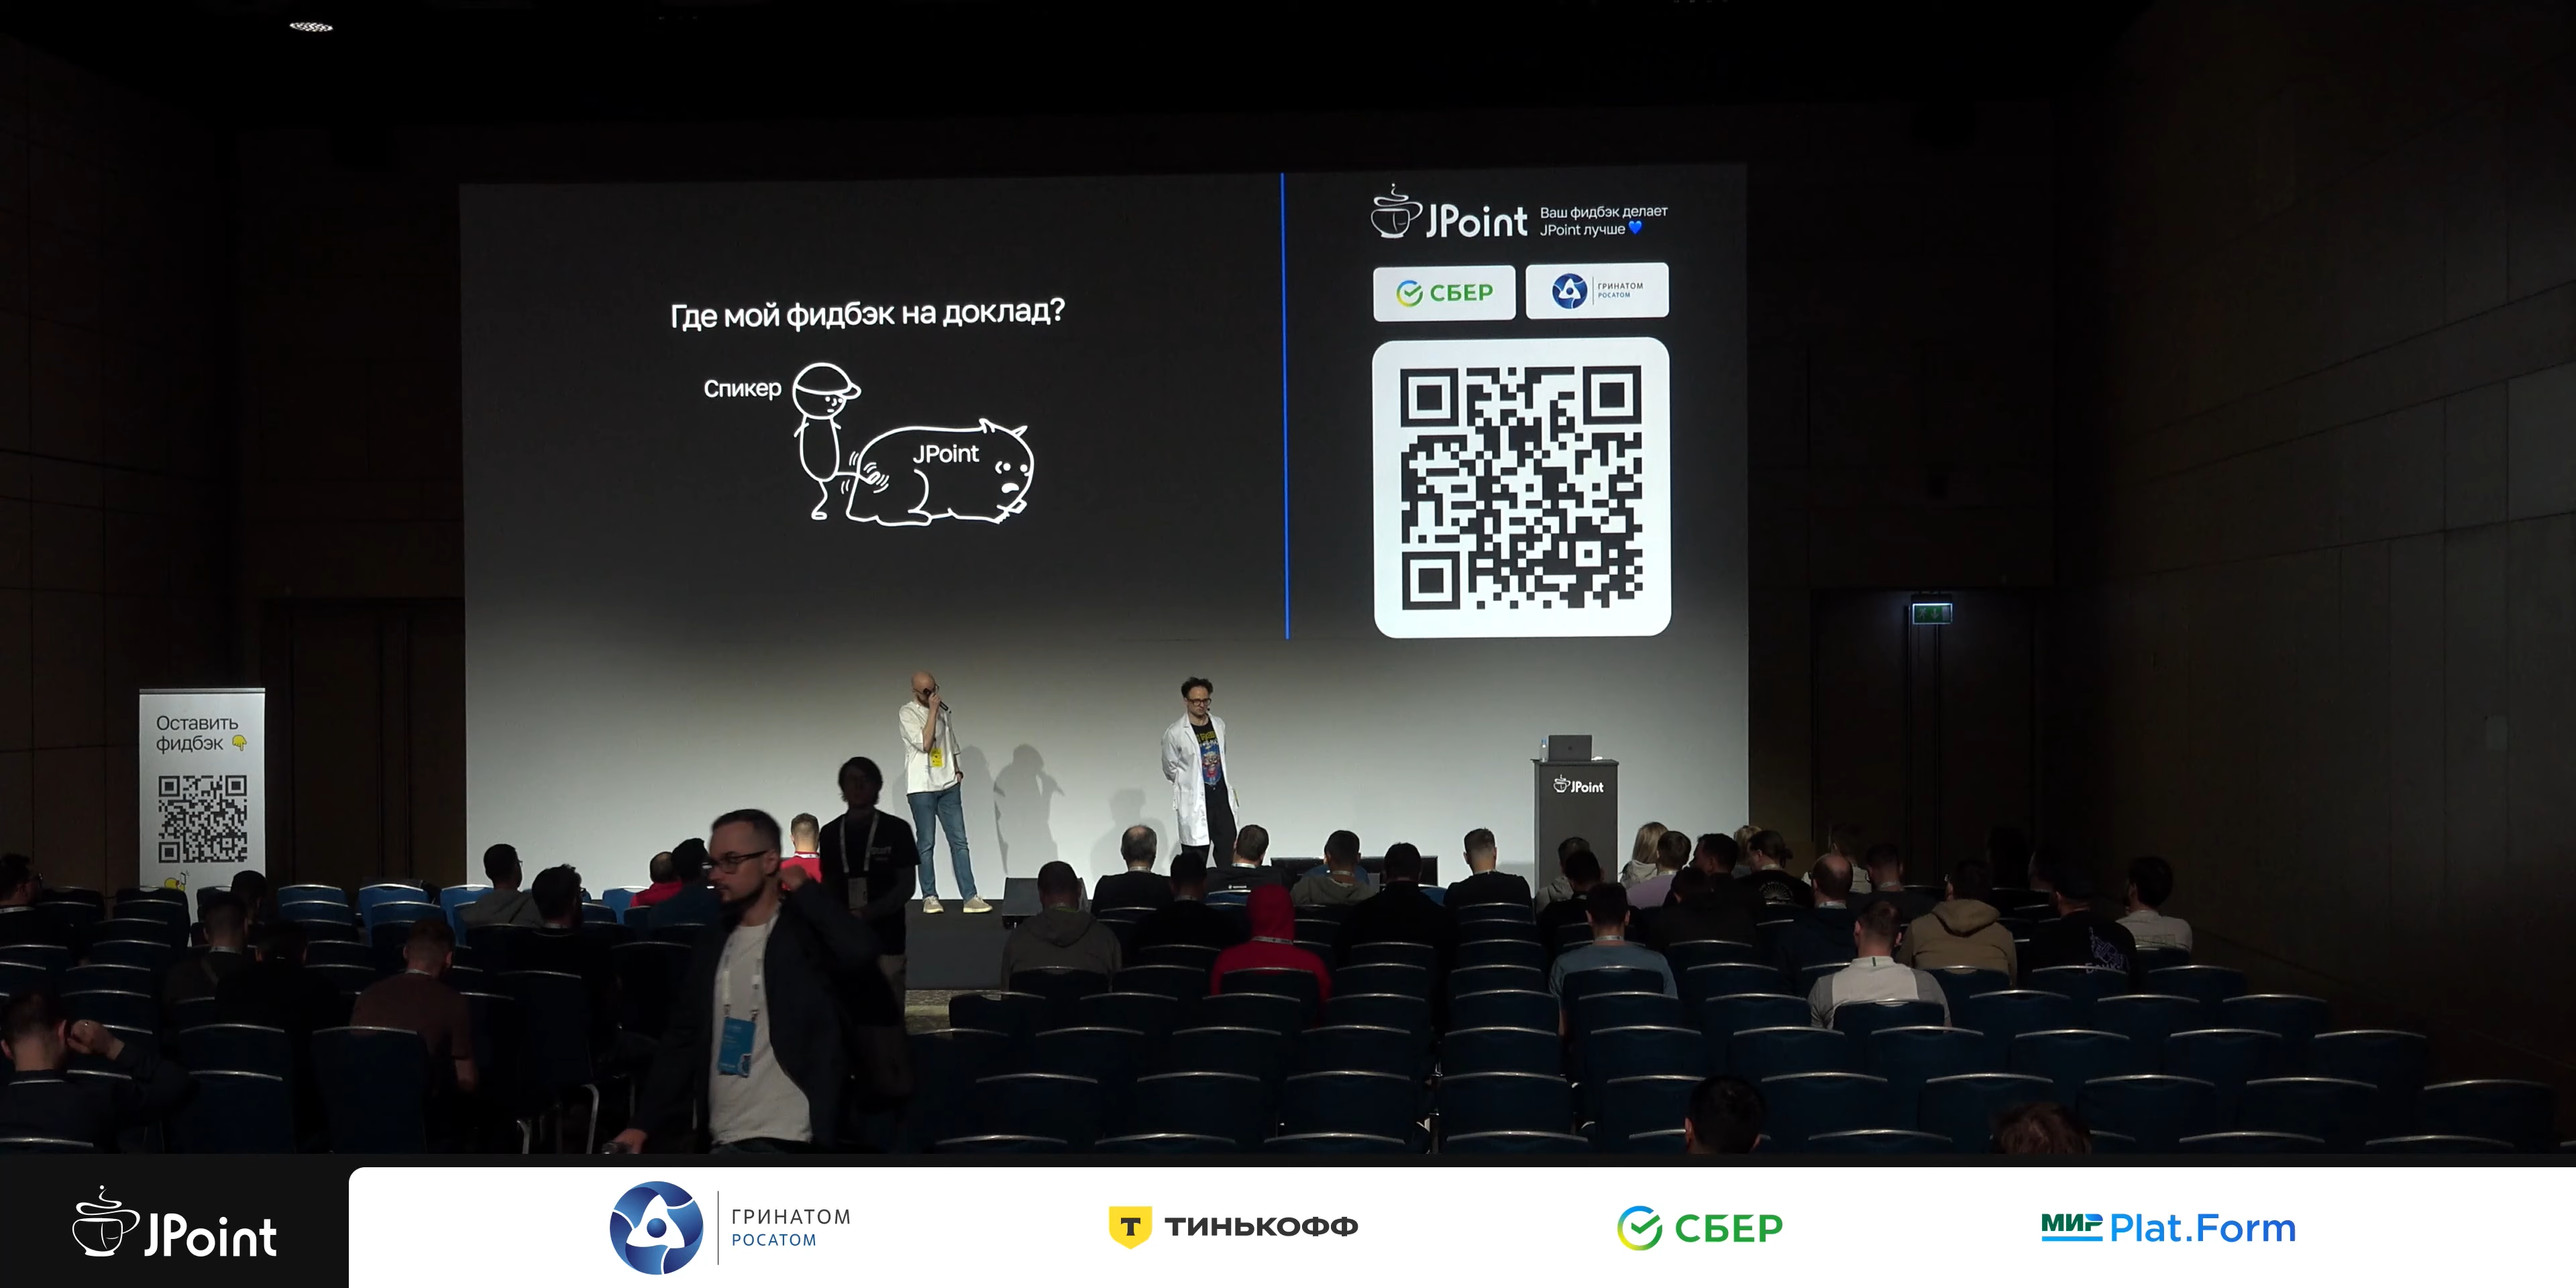 Где мой фидбэк на доклад?
Спикер
JPoint
JPoint
Ваш фидбэк делает
JPoint лучше 💙
СБЕР
ГРИНАТОМ
РОСАТОМ
Оставить
фидбэк 👇
JPoint
JPoint
ГРИНАТОМ
РОСАТОМ
Т ТИНЬКОФФ
СБЕР
МИР Plat.Form